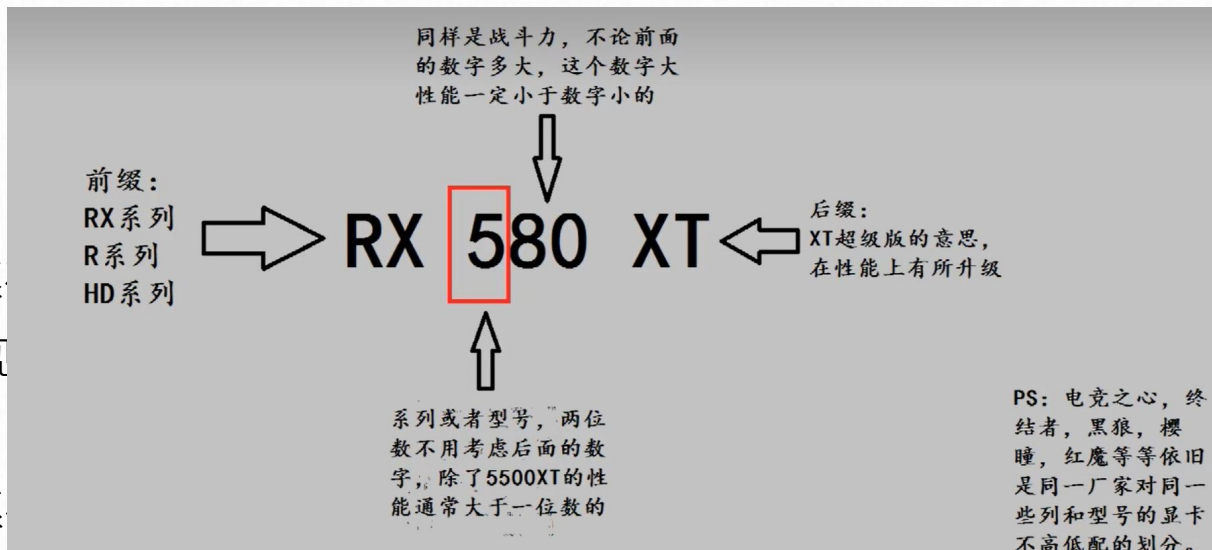 同样是战斗力，不论前面
的数字多大，这个数字大
性能一定小于数字小的
前缀：
RX系列
R系列
HD系列
RX 580 XT
后缀：
XT超级版的意思，
在性能上有所升级
系列或者型号，两位
数不用考虑后面的数
字，除了5500XT的性
能通常大于一位数的
PS：电竞之心，终
结者，黑狼，樱
瞳，红魔等等依旧
是同一厂家对同一
些列和型号的显卡
不高低配的划分。